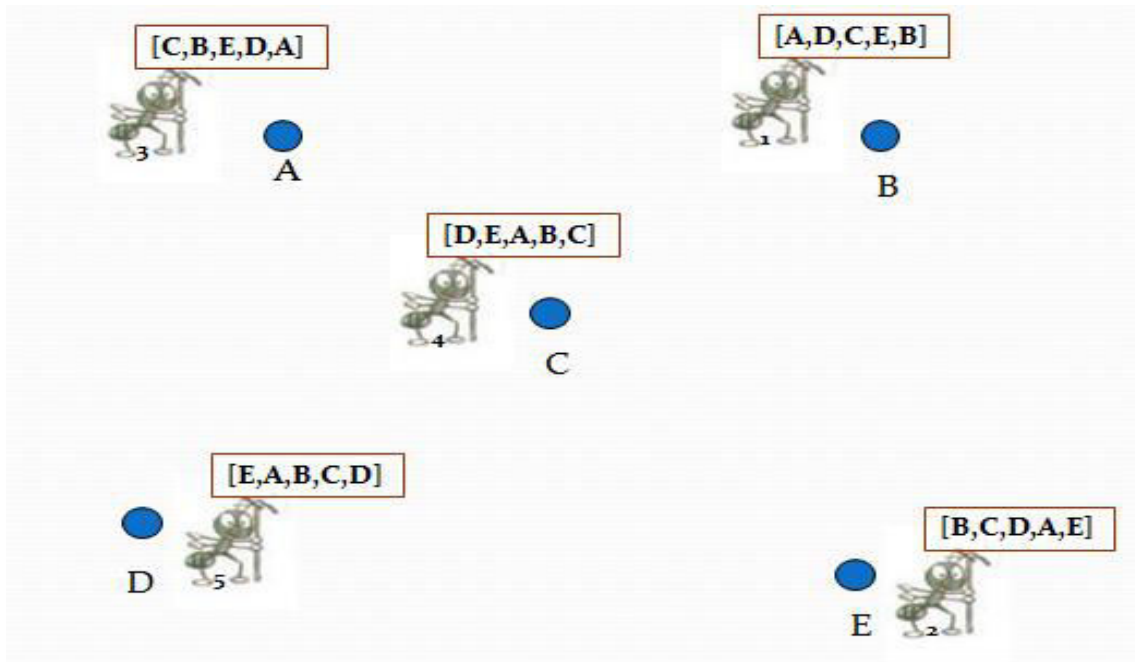 [C,B,E,D,A]
[A,D,C,E,B]
3
A
1
B
[D,E,A,B,C]
4
C
[E,A,B,C,D]
D
5
[B,C,D,A,E]
E
2